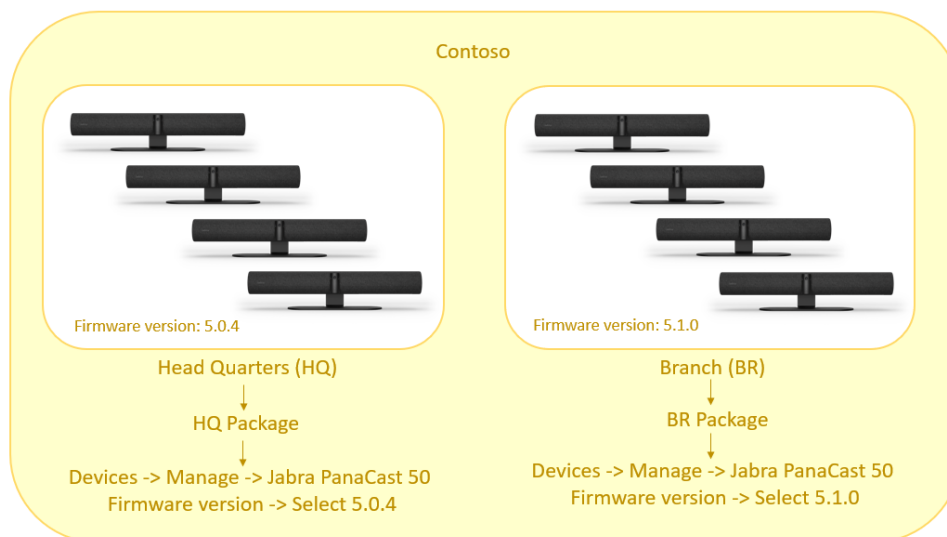 Contoso
Firmware version: 5.0.4
Head Quarters (HQ)
HQ Package
Devices -> Manage -> Jabra PanaCast 50
Firmware version -> Select 5.0.4
Firmware version: 5.1.0
Branch (BR)
BR Package
Devices -> Manage -> Jabra PanaCast 50
Firmware version -> Select 5.1.0